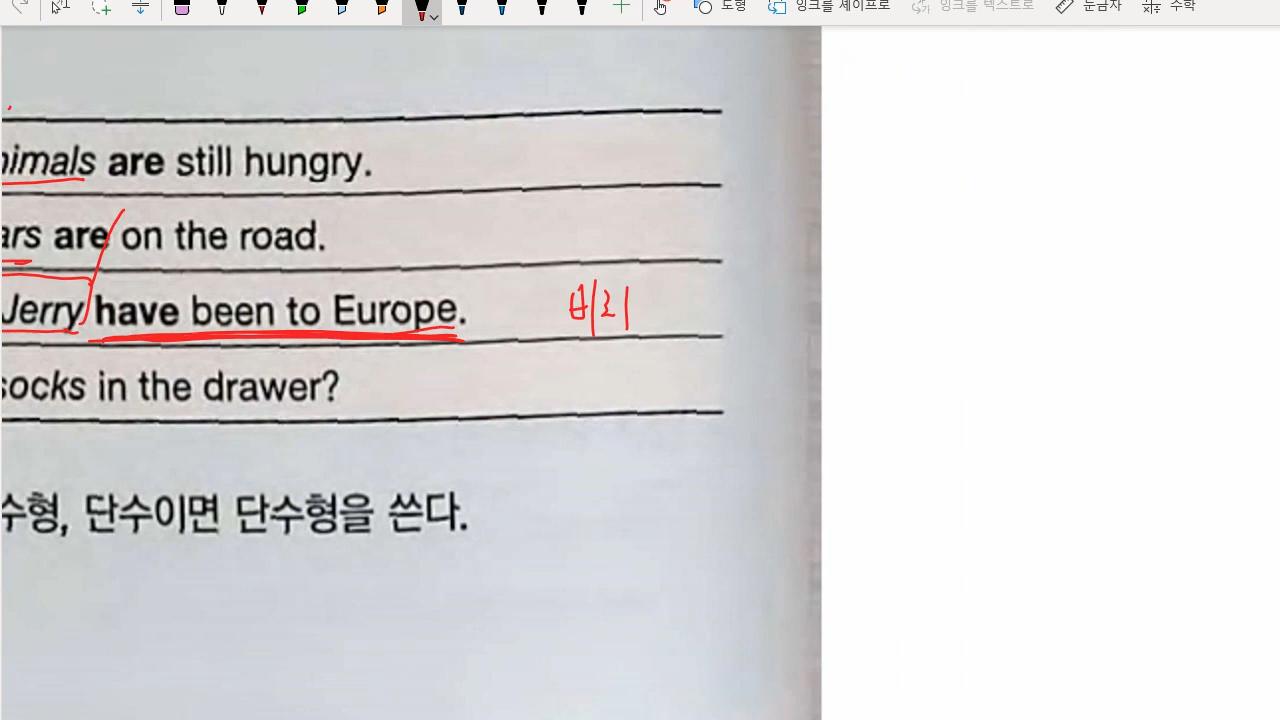 도형 잉크를 셰이프로 잉크를 텍스트로 눈금자 수학
are still hungry.
are on the road.
Jerry have been to Europe.
socks in the drawer?
수형, 단수이면 단수형을 쓴다.